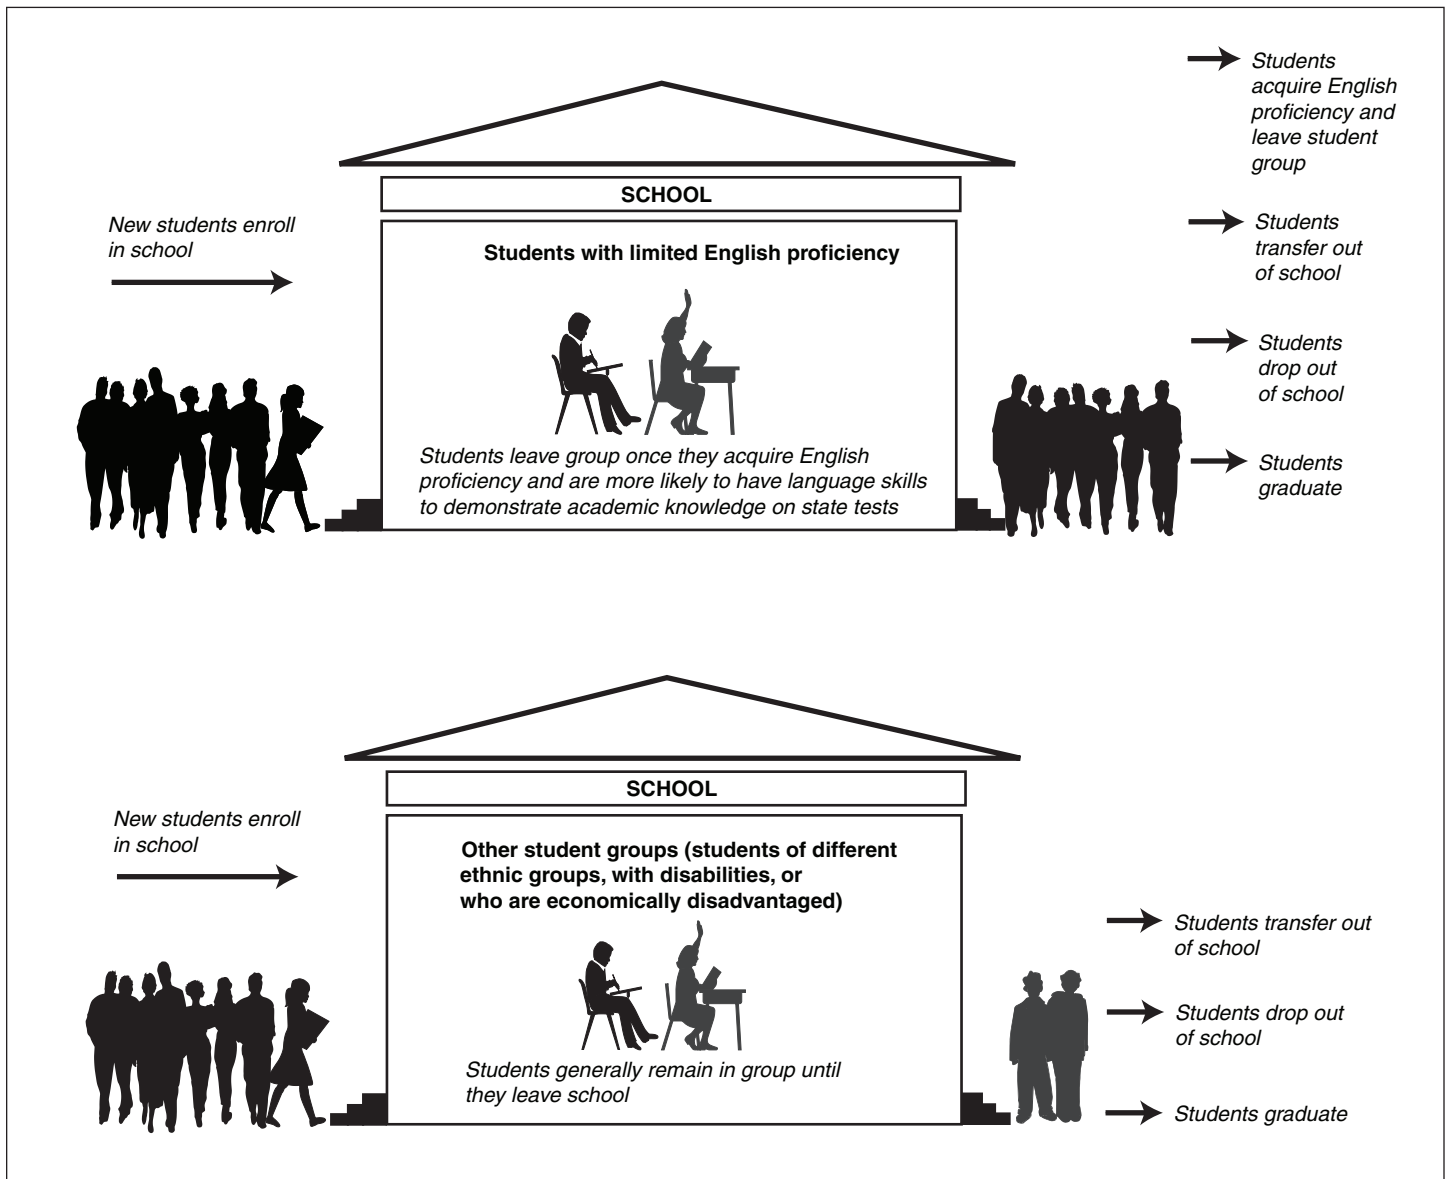 New students enroll
in school
SCHOOL
Students with limited English proficiency
Students leave group once they acquire English
proficiency and are more likely to have language skills
to demonstrate academic knowledge on state tests
Students
acquire English
proficiency and
leave student
group
Students
transfer out
of school
Students
drop out
of school
Students
graduate
New students enroll
in school
SCHOOL
Other student groups (students of different
ethnic groups, with disabilities, or
who are economically disadvantaged)
Students generally remain in group until
they leave school
Students transfer out
of school
Students drop out
of school
Students graduate